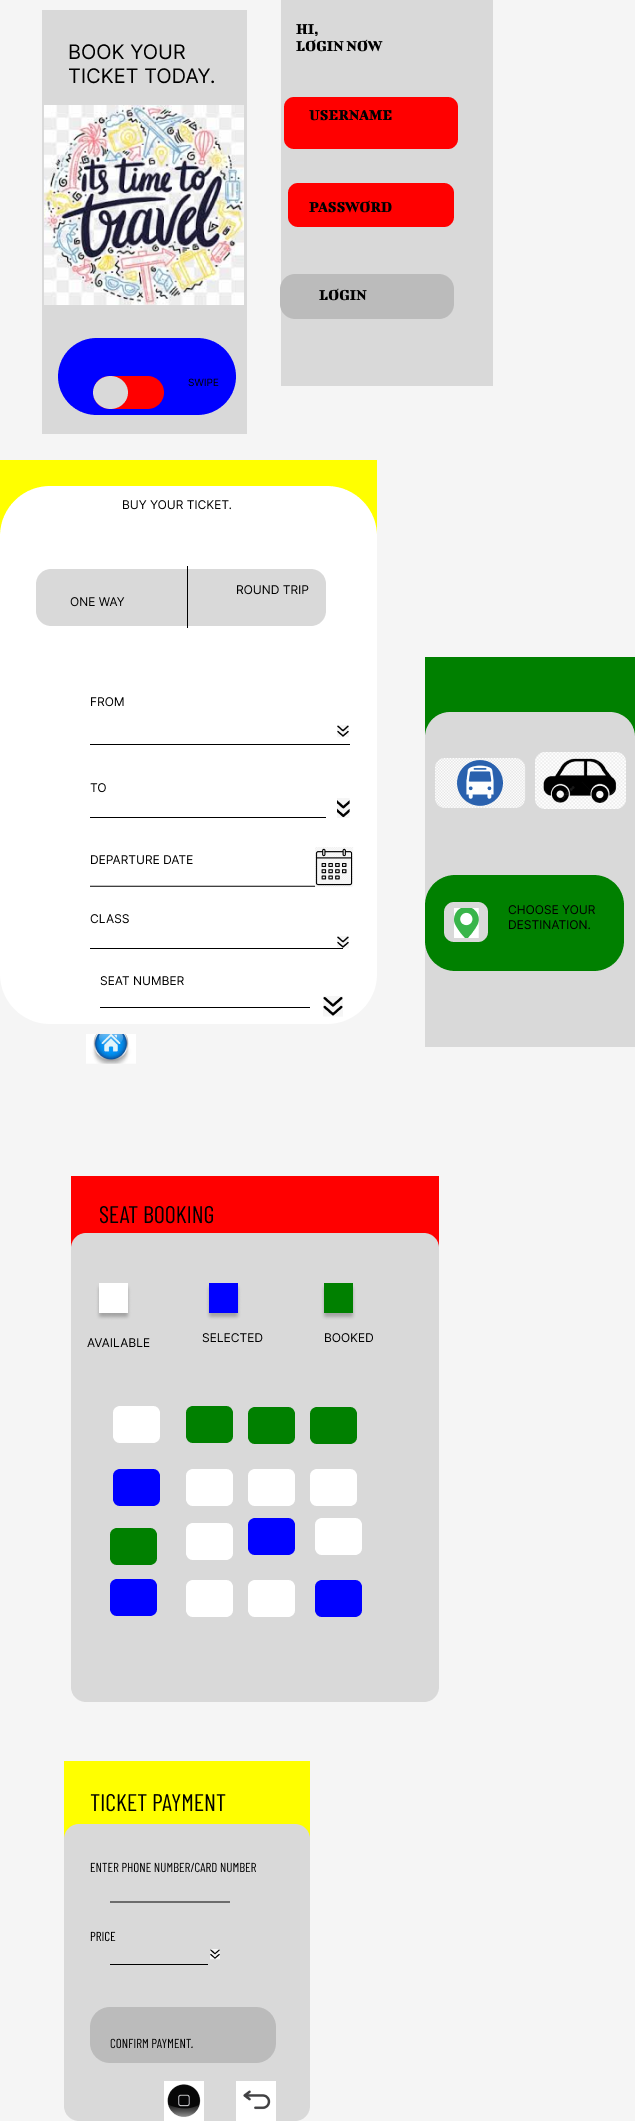 BOOK YOUR
TICKET TODAY.
its time to
travel
SWIPE
HI,
LOGIN NOW
USERNAME
PASSWORD
LOGIN
BUY YOUR TICKET.
ONE WAY
ROUND TRIP
FROM
TO
DEPARTURE DATE
CLASS
SEAT NUMBER
CHOOSE YOUR
DESTINATION.
SEAT BOOKING
AVAILABLE
SELECTED
BOOKED
TICKET PAYMENT
ENTER PHONE NUMBER/CARD NUMBER
PRICE
CONFIRM PAYMENT.